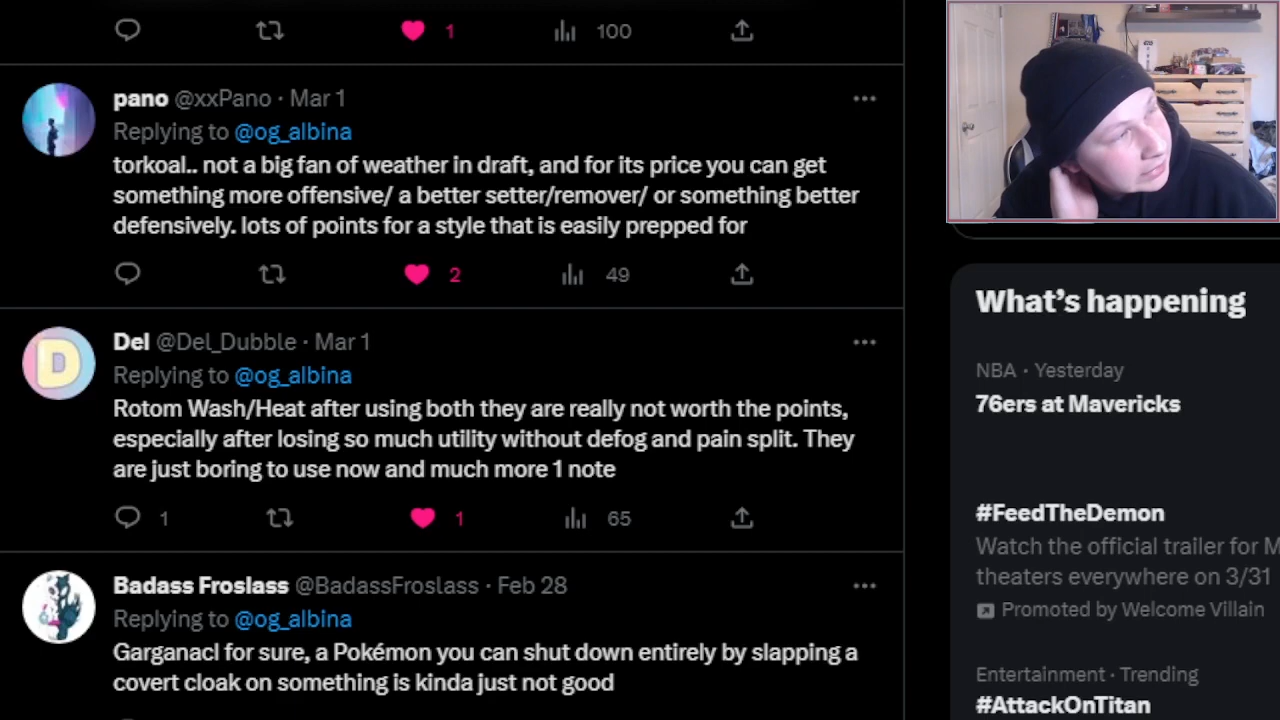 1
100
pano @xxPano · Mar 1
Replying to @og_albina
torkoal.. not a big fan of weather in draft, and for its price you can get
something more offensive/ a better setter/remover/ or something better
defensively. lots of points for a style that is easily prepped for
2
49
D
Del @Del_Dubble · Mar 1
Replying to @og_albina
Rotom Wash/Heat after using both they are really not worth the points,
especially after losing so much utility without defog and pain split. They
are just boring to use now and much more 1 note
1
1
65
Badass Froslass @BadassFroslass · Feb 28
Replying to @og_albina
Garganacl for sure, a Pokémon you can shut down entirely by slapping a
covert cloak on something is kinda just not good
What's happening
NBA · Yesterday
76ers at Mavericks
#FeedTheDemon
Watch the official trailer for M
theaters everywhere on 3/31
Promoted by Welcome Villain
Entertainment · Trending
#AttackOnTitan